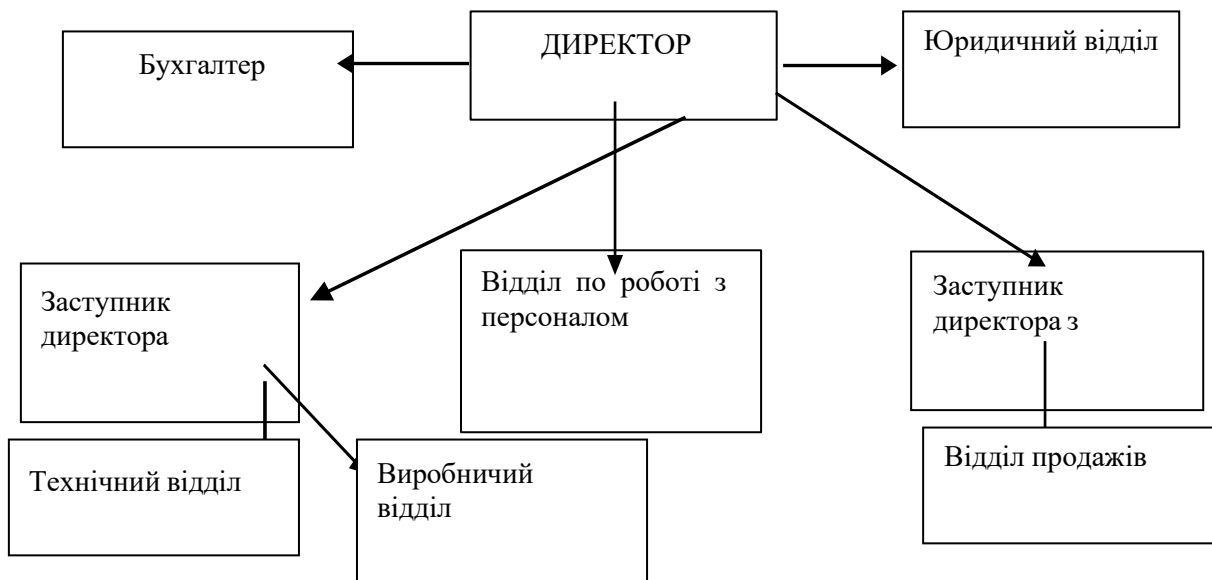 Бухгалтер
ДИРЕКТОР
Юридичний відділ
Заступник
директора
Відділ по роботі з
персоналом
Заступник
директора з
Технічний відділ
Виробничий
відділ
Відділ продажів